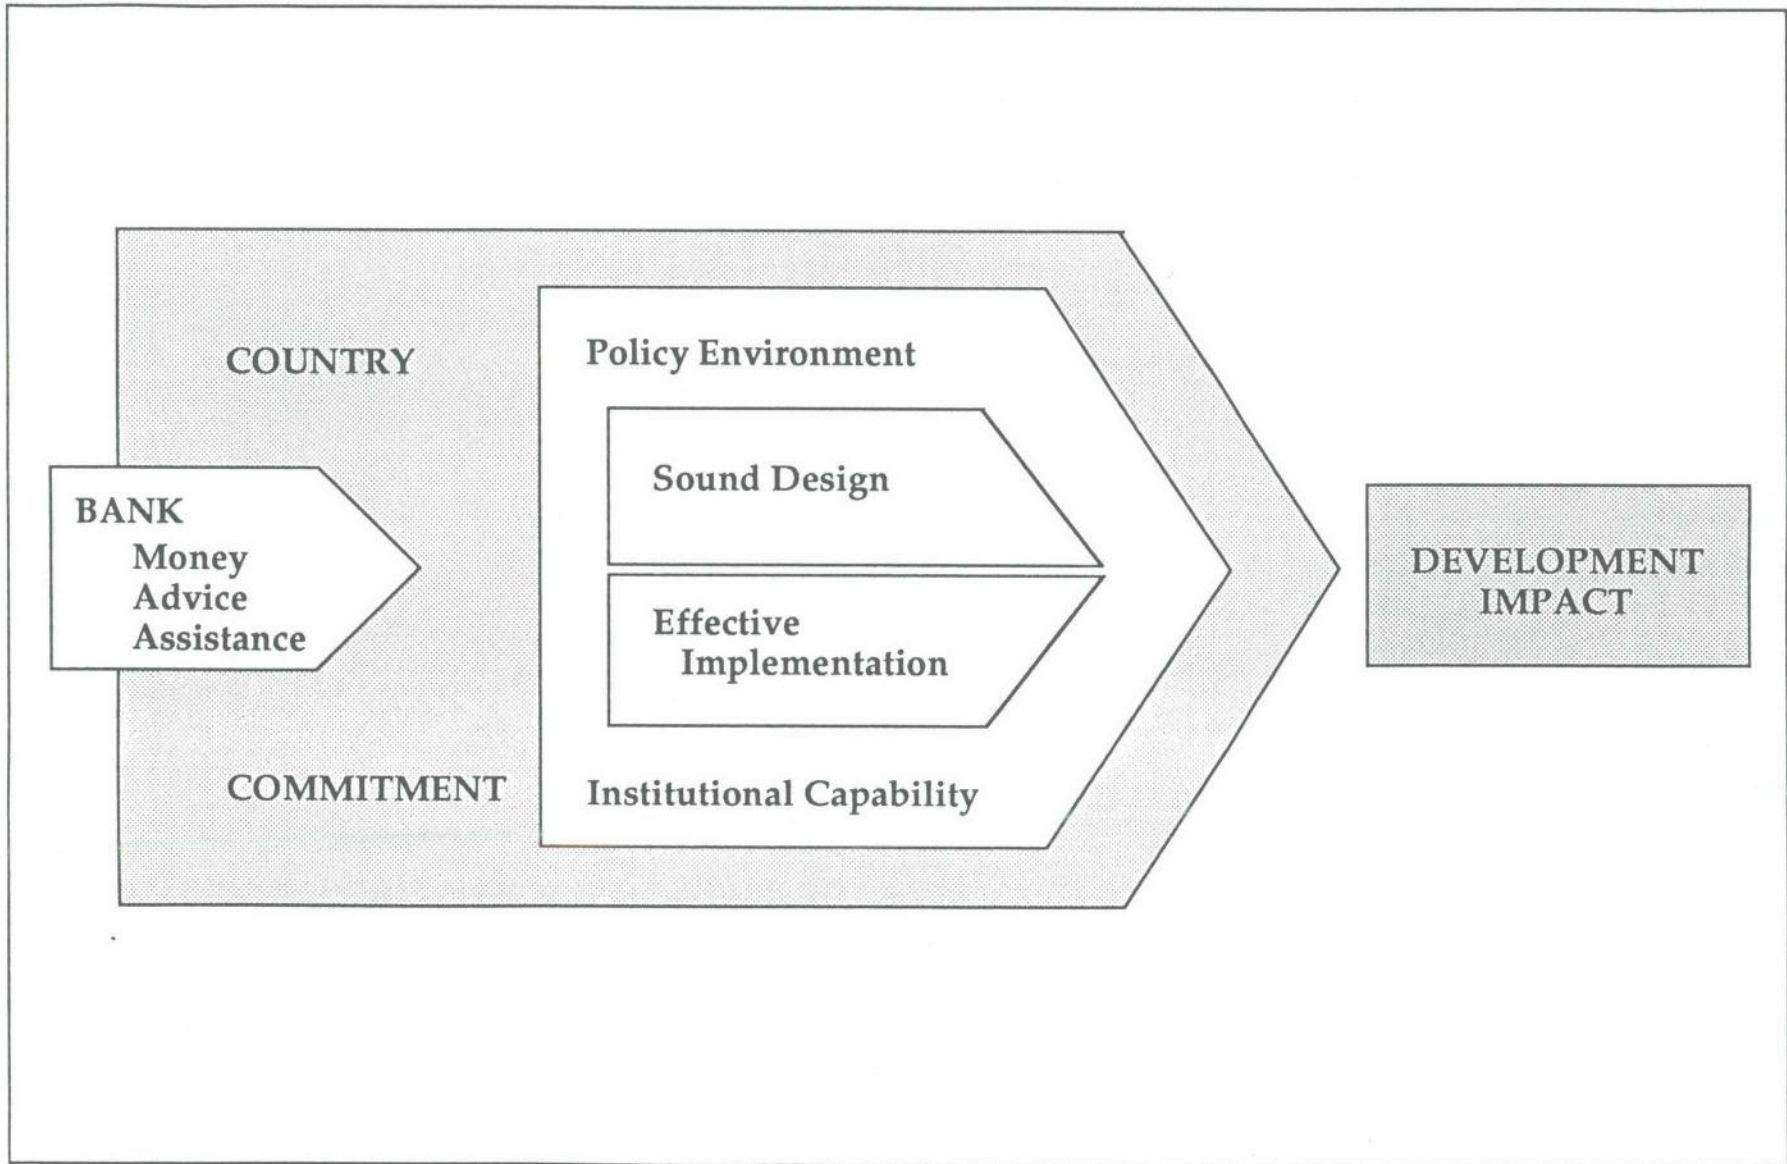 COUNTRY
COMMITMENT
BANK
Money
Advice
Assistance
Policy Environment
Sound Design
Effective
Implementation
Institutional Capability
DEVELOPMENT
IMPACT